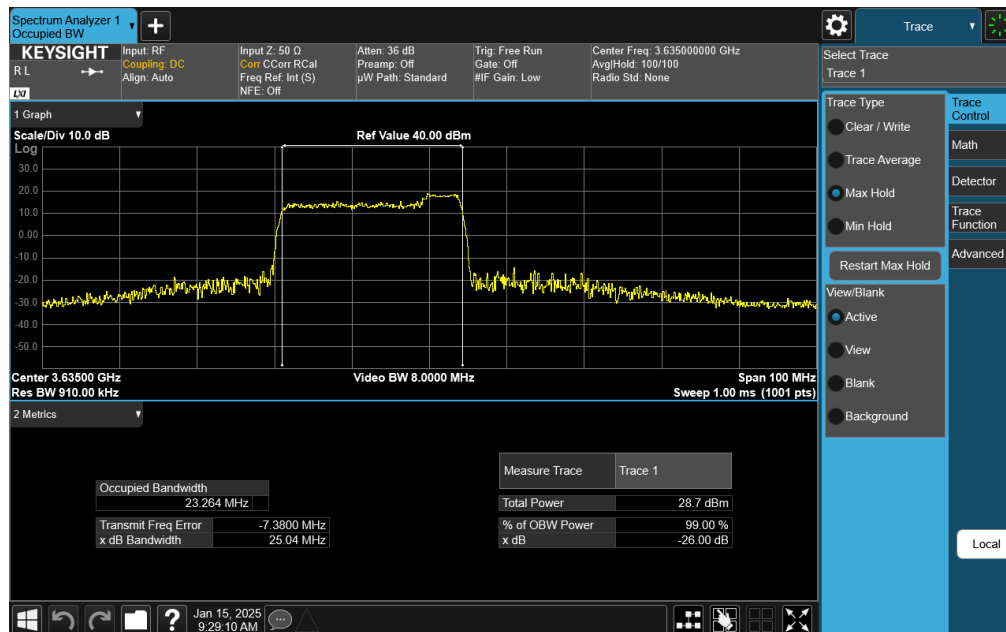 Spectrum Analyzer 1
Occupied BW
+
Trace
KEYSIGHT
R L
LXI
Input: RF
Coupling: DC
Align: Auto
Input Z: 50 Ω
Corr CCorr RCal
Freq Ref: Int (S)
NFE: Off
Atten: 36 dB
Preamp: Off
µW Path: Standard
Trig: Free Run
Gate: Off
#IF Gain: Low
Center Freq: 3.635000000 GHz
Avg|Hold: 100/100
Radio Std: None
Select Trace
Trace 1
1 Graph
Scale/Div 10.0 dB
Ref Value 40.00 dBm
Log
30.0
20.0
10.0
0.00
-10.0
-20.0
-30.0
-40.0
-50.0
Center 3.63500 GHz
Video BW 8.0000 MHz
Span 100 MHz
Res BW 910.00 kHz
Sweep 1.00 ms (1001 pts)
Trace Type
Clear / Write
Trace Average
Max Hold
Min Hold
Restart Max Hold
View/Blank
Active
View
Blank
Background
Trace
Control
Math
Detector
Trace
Function
Advanced
Local
2 Metrics
Measure Trace Trace 1
Occupied Bandwidth
23.264 MHz
Total Power 28.7 dBm
Transmit Freq Error -7.3800 MHz
% of OBW Power 99.00 %
x dB Bandwidth 25.04 MHz
x dB -26.00 dB
?
Jan 15, 2025
9:29:10 AM